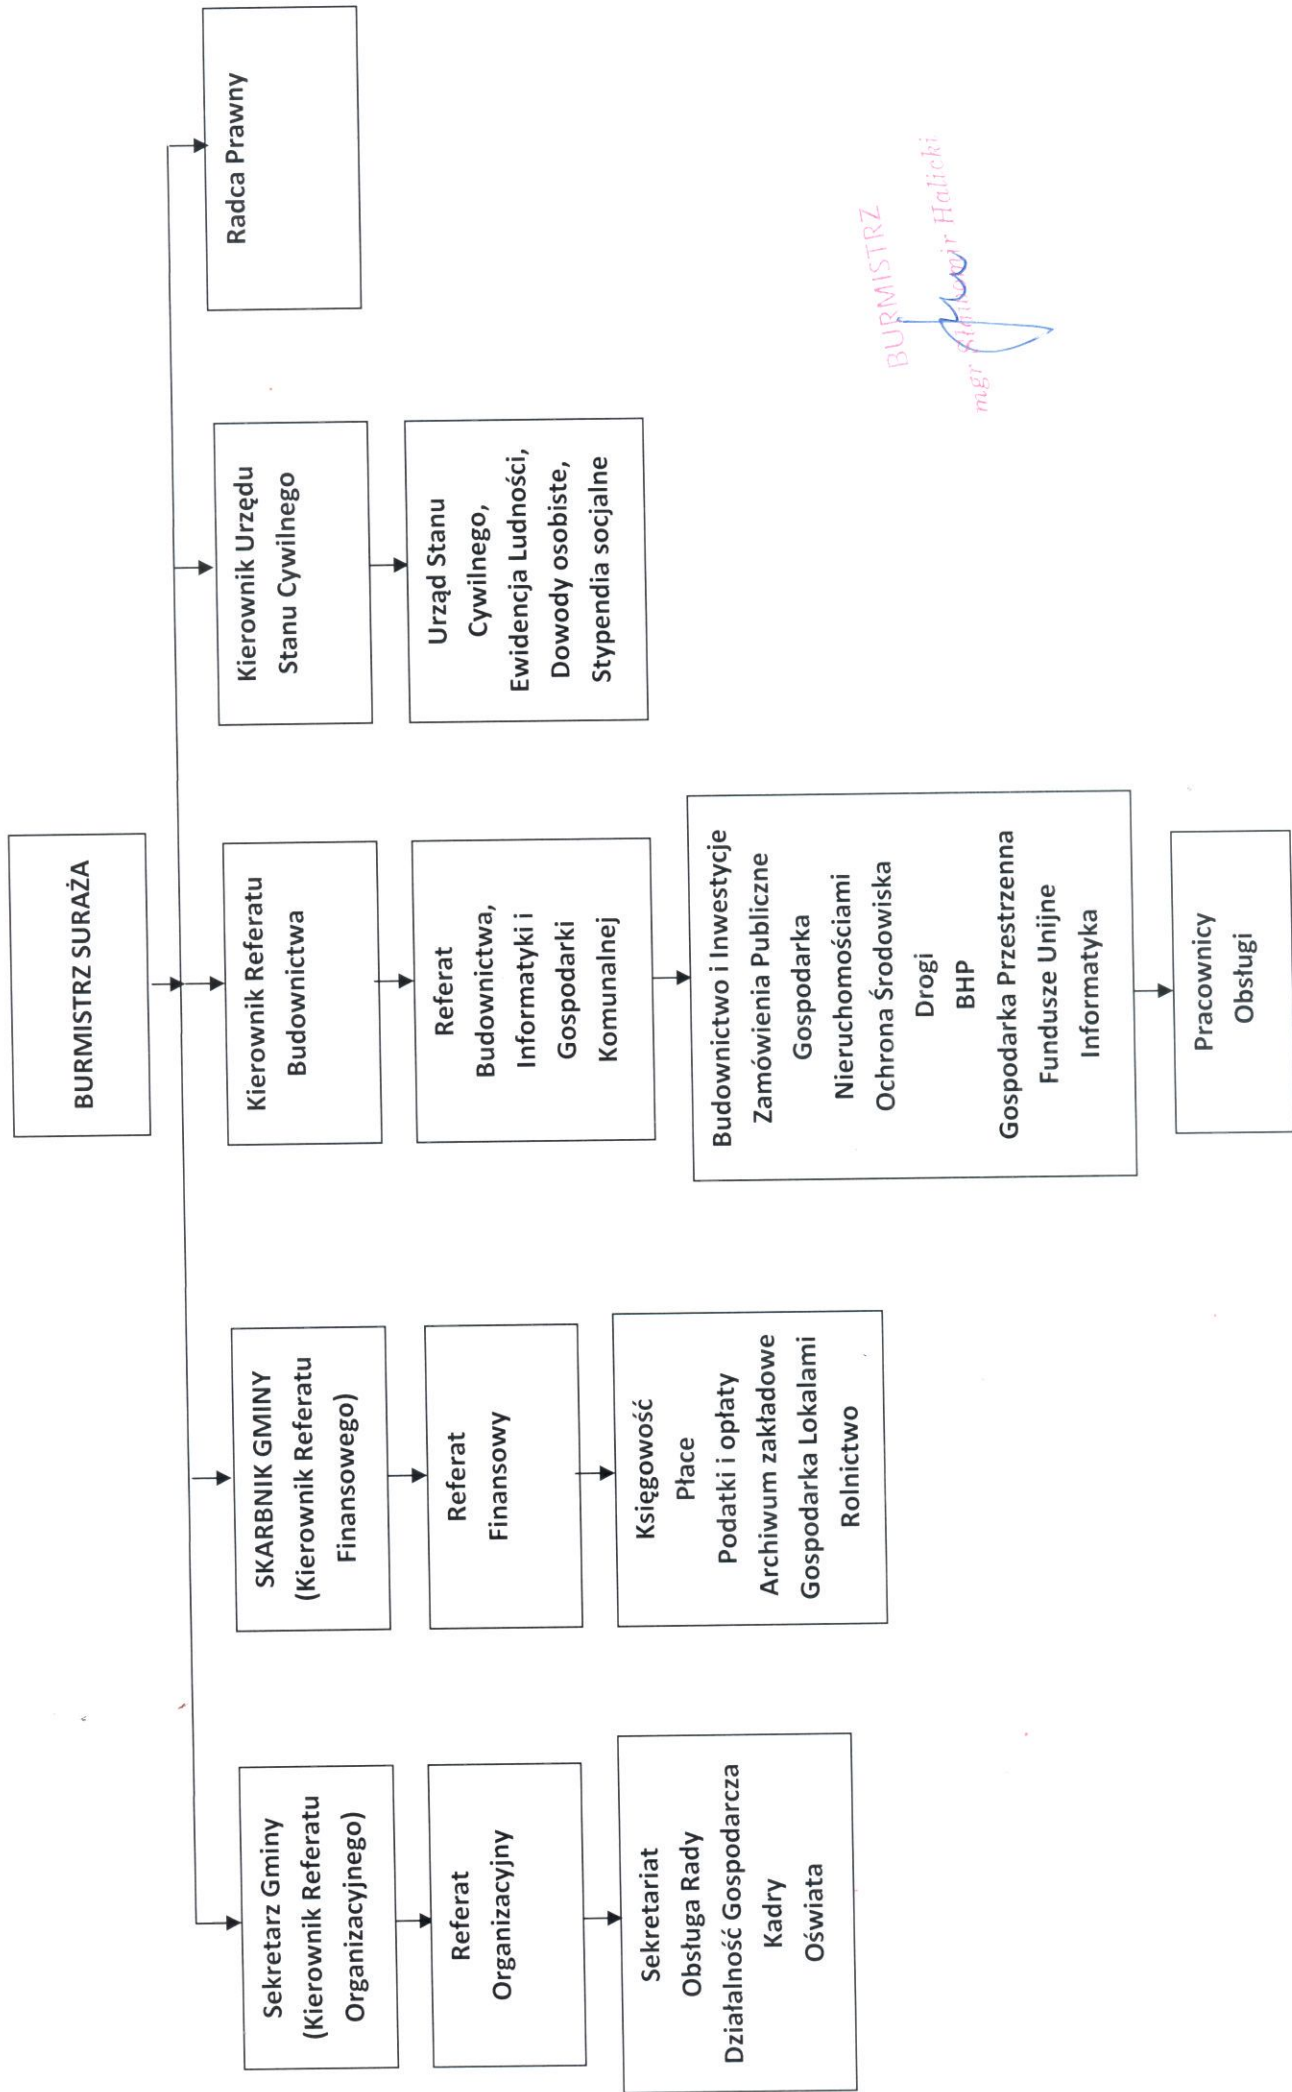 BURMISTRZ SURAŻA
Sekretarz Gminy
(Kierownik Referatu
Organizacyjnego)
Referat
Organizacyjny
Sekretariat
Obsługa Rady
Działalność Gospodarcza
Kadry
Oświata
SKARBNIK GMINY
(Kierownik Referatu
Finansowego)
Referat
Finansowy
Księgowość
Płace
Podatki i opłaty
Archiwum zakładowe
Gospodarka Lokalami
Rolnictwo
Kierownik Referatu
Budownictwa
Referat
Budownictwa,
Informatyki i
Gospodarki
Komunalnej
Budownictwo i Inwestycje
Zamówienia Publiczne
Gospodarka
Nieruchomościami
Ochrona Środowiska
Drogi
BHP
Gospodarka Przestrzenna
Fundusze Unijne
Informatyka
Pracownicy
Obsługi
Kierownik Urzędu
Stanu Cywilnego
Urząd Stanu
Cywilnego,
Ewidencja Ludności,
Dowody osobiste,
Stypendia socjalne
Radca Prawny
BURMISTRZ
mgr Halicki